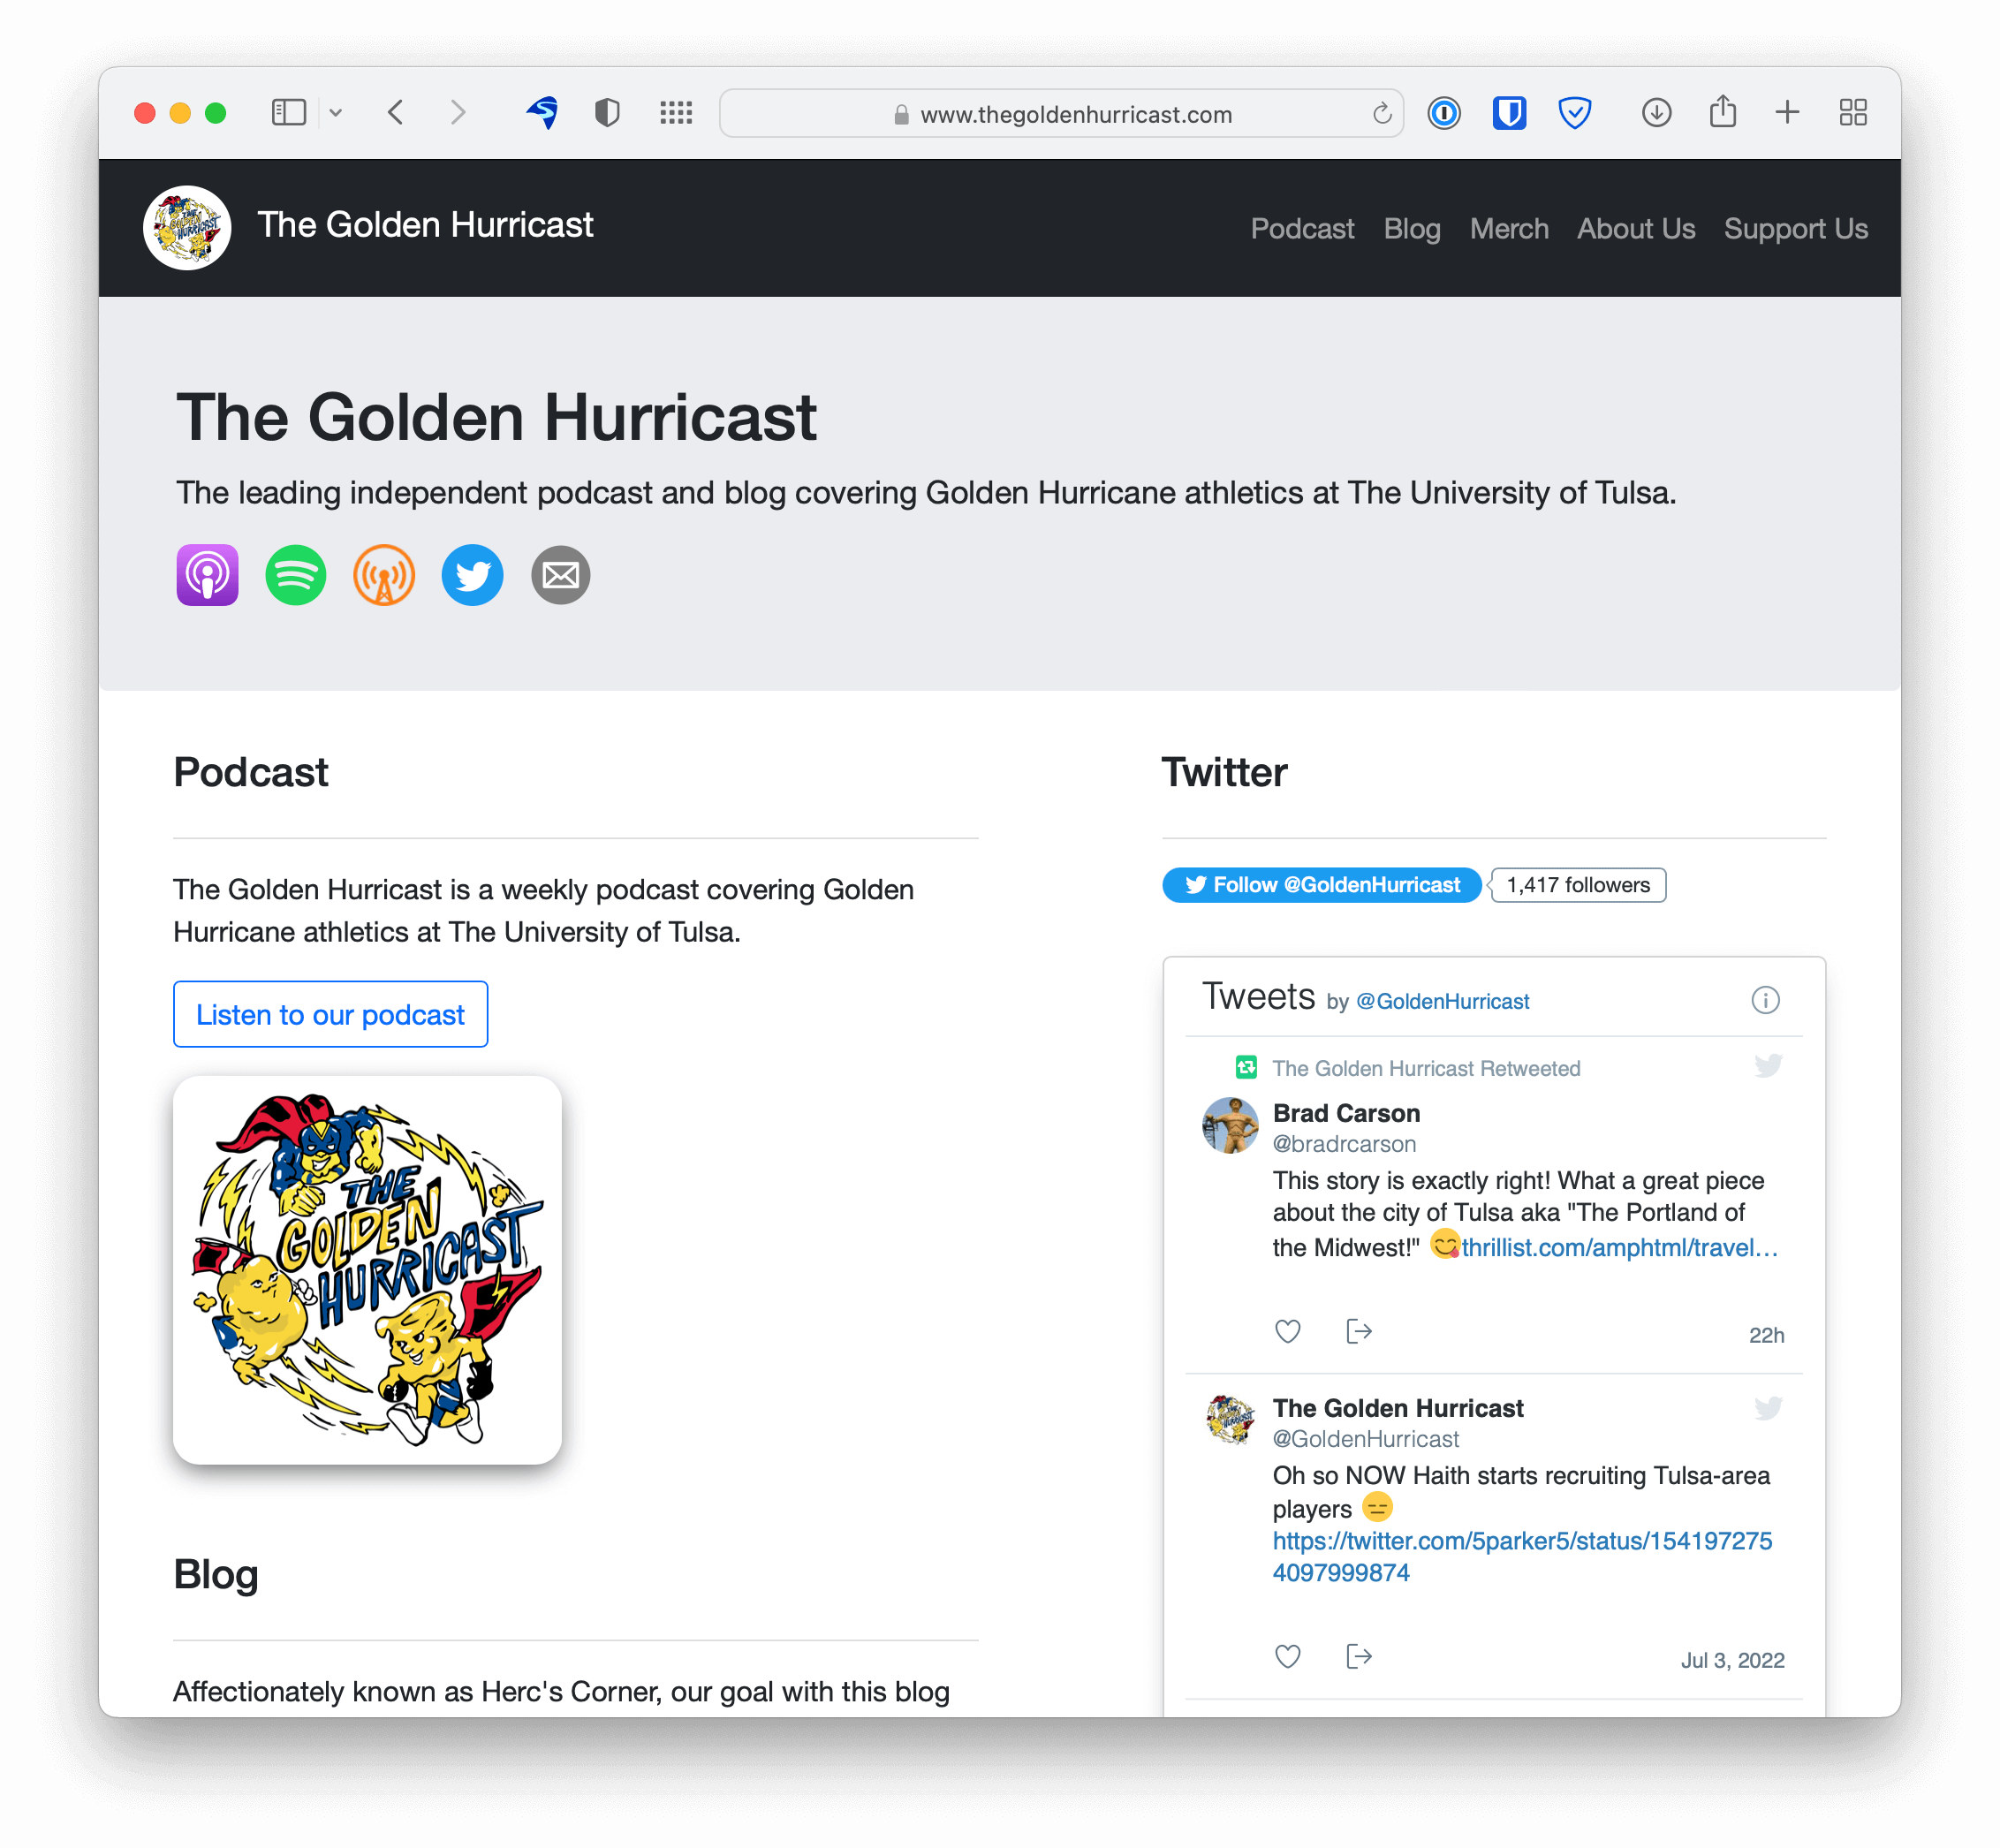 www.thegoldenhurricast.com
The Golden Hurricast
Podcast Blog Merch About Us Support Us
The Golden Hurricast
The leading independent podcast and blog covering Golden Hurricane athletics at The University of Tulsa.
Podcast
The Golden Hurricast is a weekly podcast covering Golden
Hurricane athletics at The University of Tulsa.
Listen to our podcast
THE
GOLDEN
HURRICAST
Blog
Affectionately known as Herc's Corner, our goal with this blog
Twitter
Follow @GoldenHurricast
1,417 followers
Tweets by @GoldenHurricast
The Golden Hurricast Retweeted
Brad Carson
@bradrcarson
This story is exactly right! What a great piece
about the city of Tulsa aka "The Portland of
the Midwest!" 😋thrillist.com/amphtml/travel…
22h
The Golden Hurricast
@GoldenHurricast
Oh so NOW Haith starts recruiting Tulsa-area
players 😑
https://twitter.com/5parker5/status/154197275
4097999874
Jul 3, 2022